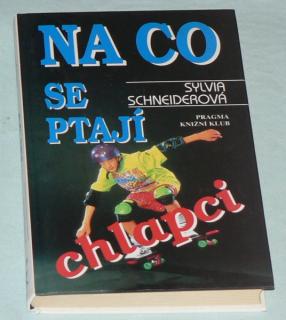 NA CO
SE
PTAJÍ
SYLVIA
SCHNEIDEROVÁ
PRAGMA
KNIŽNÍ KLUB
chlapci